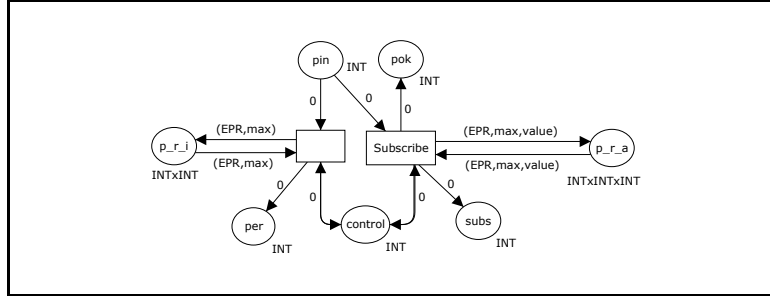 pin
INT
pok
INT
0
0
0
p_r_i
INTxINT
(EPR,max)
(EPR,max)
Subscribe
(EPR,max,value)
(EPR,max,value)
p_r_a
INTxINTxINT
0
0
0
0
per
INT
control
INT
subs
INT